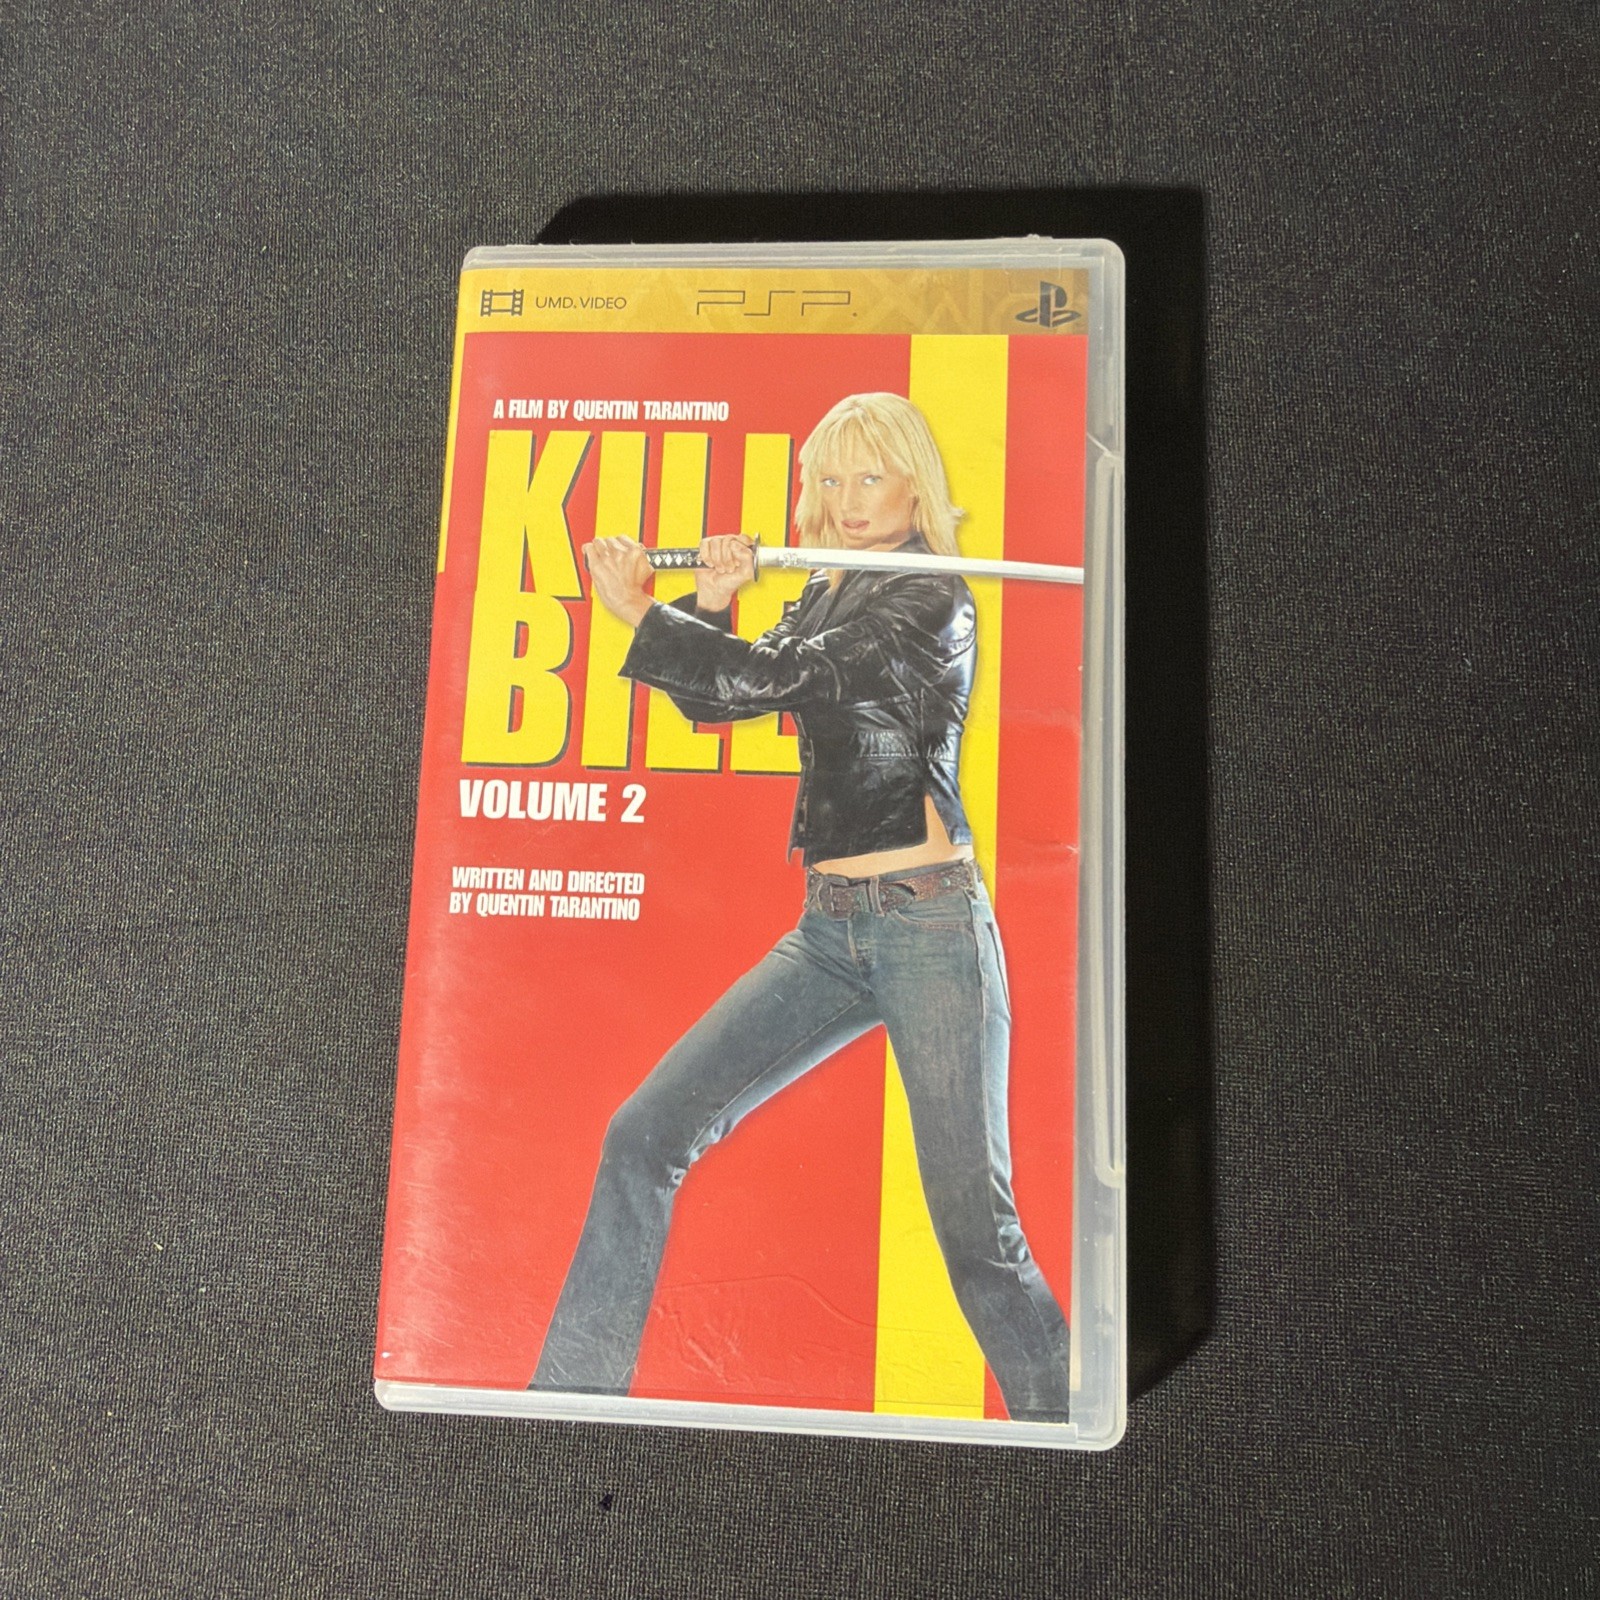 UMD. VIDEO PSP.
A FILM BY QUENTIN TARANTINO
KILL
BILL
VOLUME 2
WRITTEN AND DIRECTED
BY QUENTIN TARANTINO